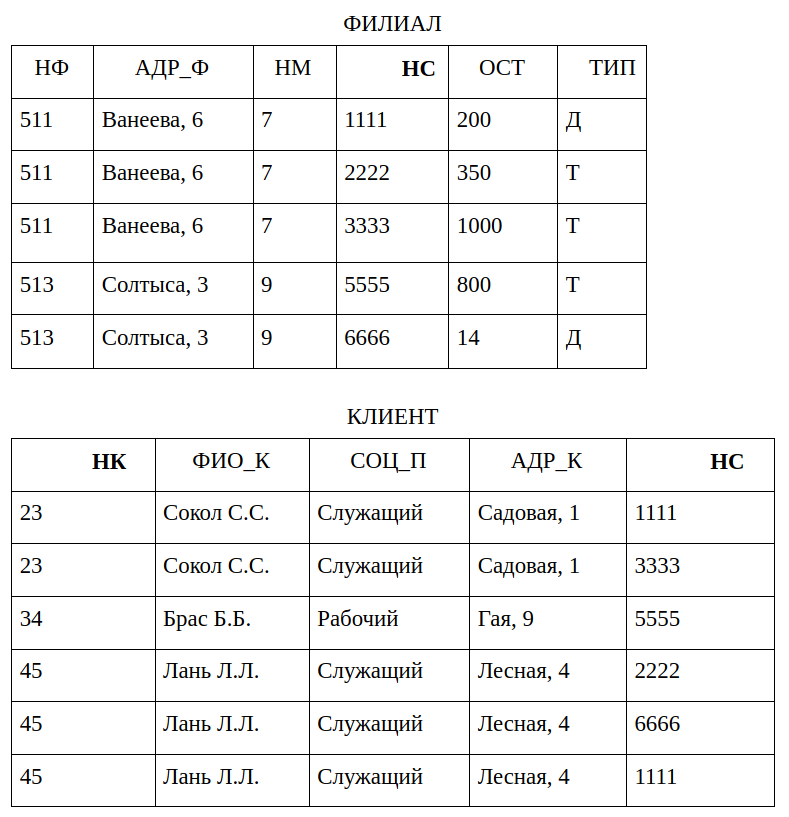 ФИЛИАЛ
НФ АДР_Ф НМ НС ОСТ ТИП
511 Ванеева, 6 7 1111 200 Д
511 Ванеева, 6 7 2222 350 Т
511 Ванеева, 6 7 3333 1000 Т
513 Солтыса, 3 9 5555 800 Т
513 Солтыса, 3 9 6666 14 Д
КЛИЕНТ
НК ФИО_К СОЦ_П АДР_К НС
23 Сокол С.С. Служащий Садовая, 1 1111
23 Сокол С.С. Служащий Садовая, 1 3333
34 Брас Б.Б. Рабочий Гая, 9 5555
45 Лань Л.Л. Служащий Лесная, 4 2222
45 Лань Л.Л. Служащий Лесная, 4 6666
45 Лань Л.Л. Служащий Лесная, 4 1111